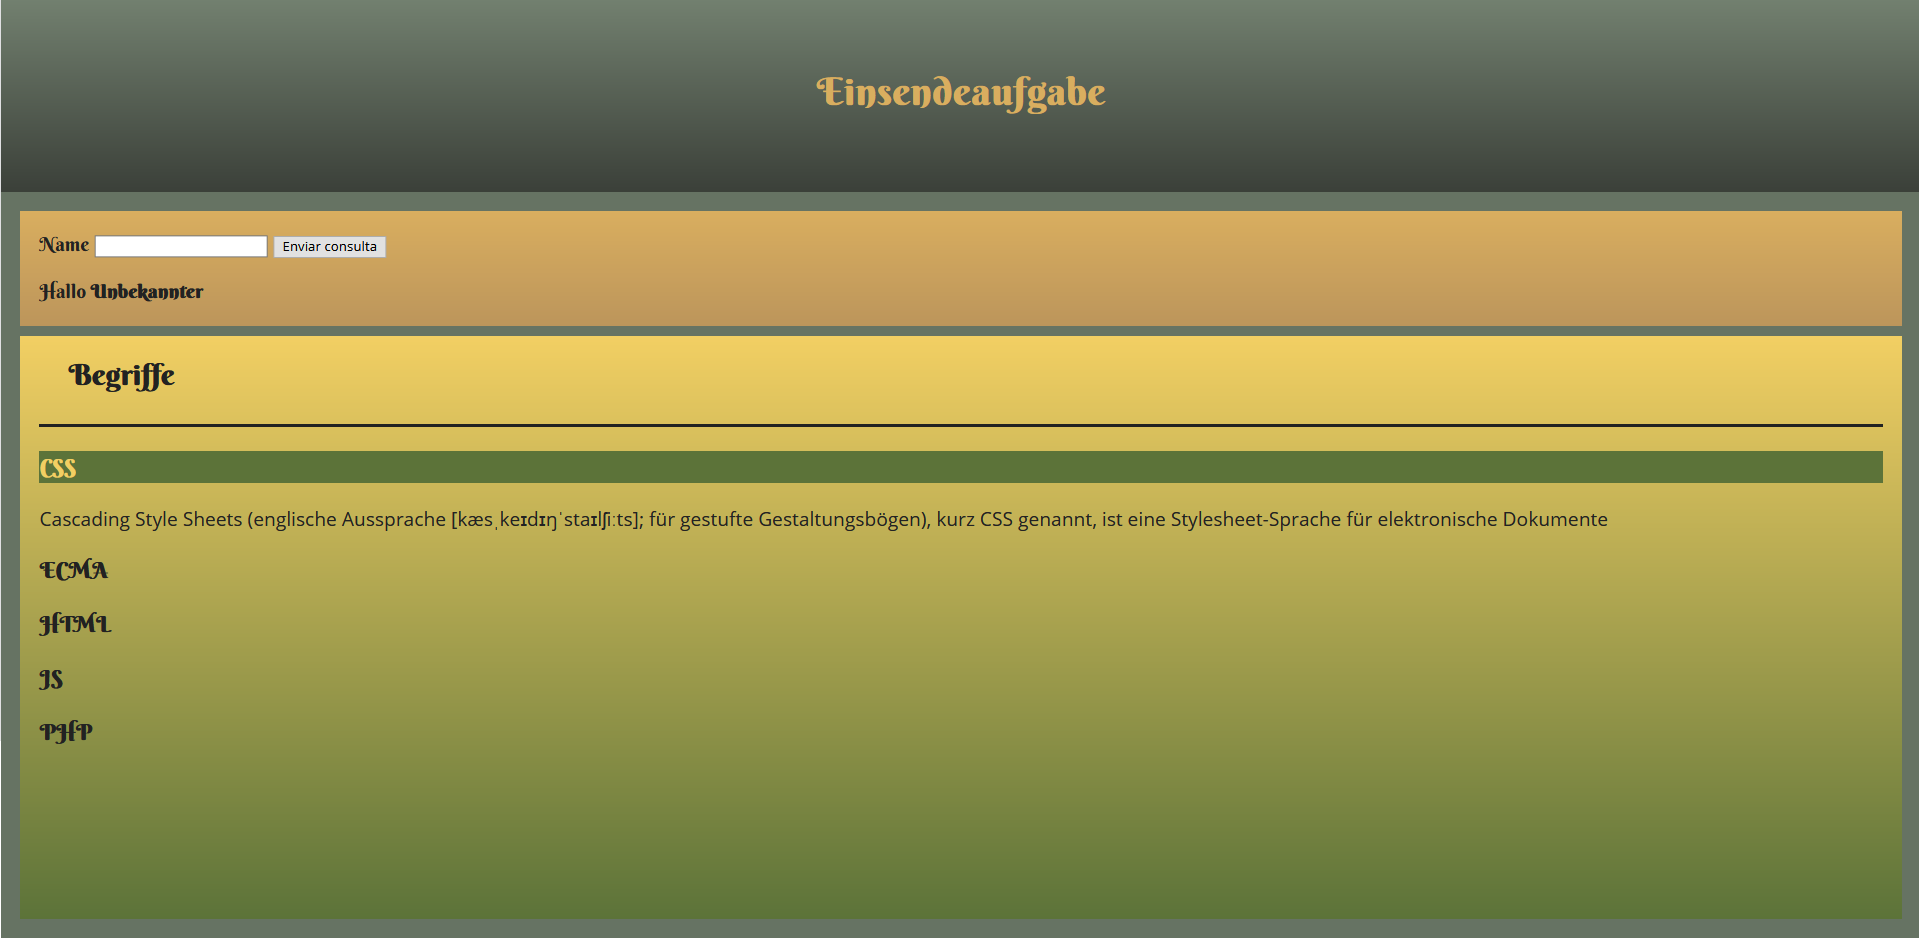 Einsendeaufgabe
Name Enviar consulta
Hallo Unbekannter
Begriffe
CSS
Cascading Style Sheets (englische Aussprache [kæsˌkeɪdɪŋˈstaɪlʃiːts]; für gestufte Gestaltungsbögen), kurz CSS genannt, ist eine Stylesheet-Sprache für elektronische Dokumente
ECMA
HTML
JS
PHP